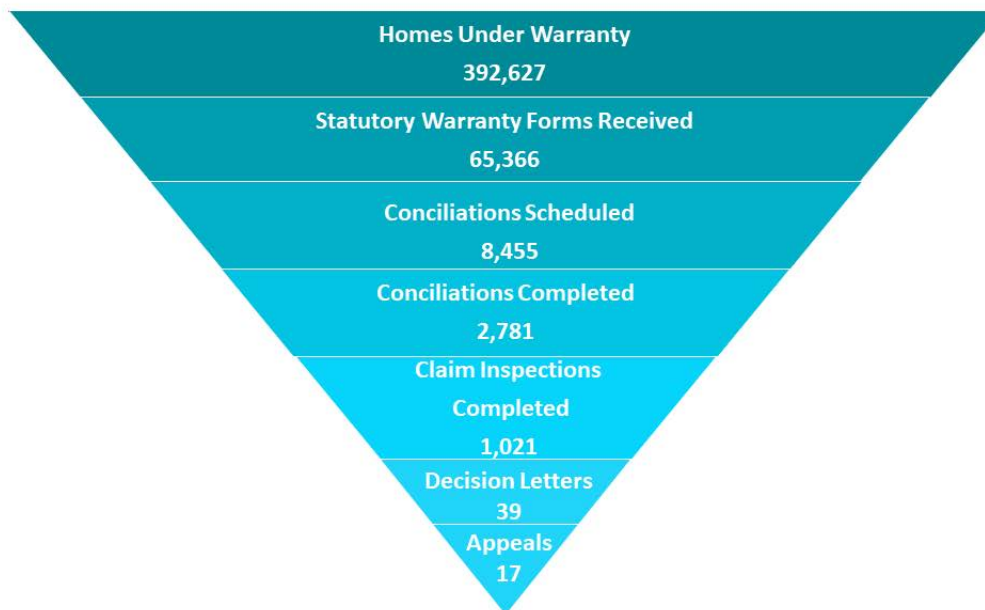 Homes Under Warranty
392,627
Statutory Warranty Forms Received
65,366
Conciliations Scheduled
8,455
Conciliations Completed
2,781
Claim Inspections
Completed
1,021
Decision Letters
39
Appeals
17